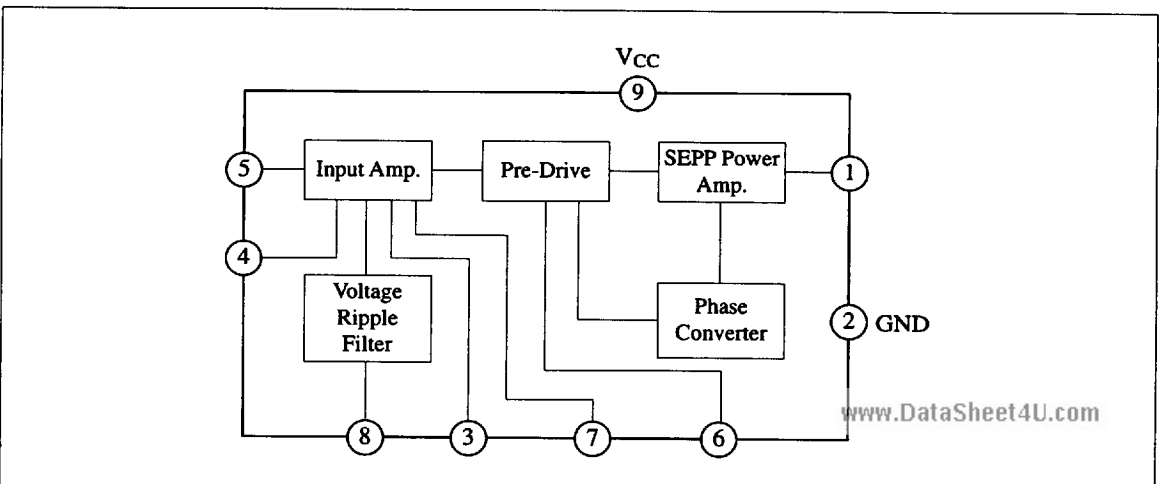 VCC
9
5
Input Amp.
Pre-Drive
SEPP Power
Amp.
1
4
Voltage
Ripple
Filter
Phase
Converter
2 GND
www.DataSheet4U.com
8
3
7
6